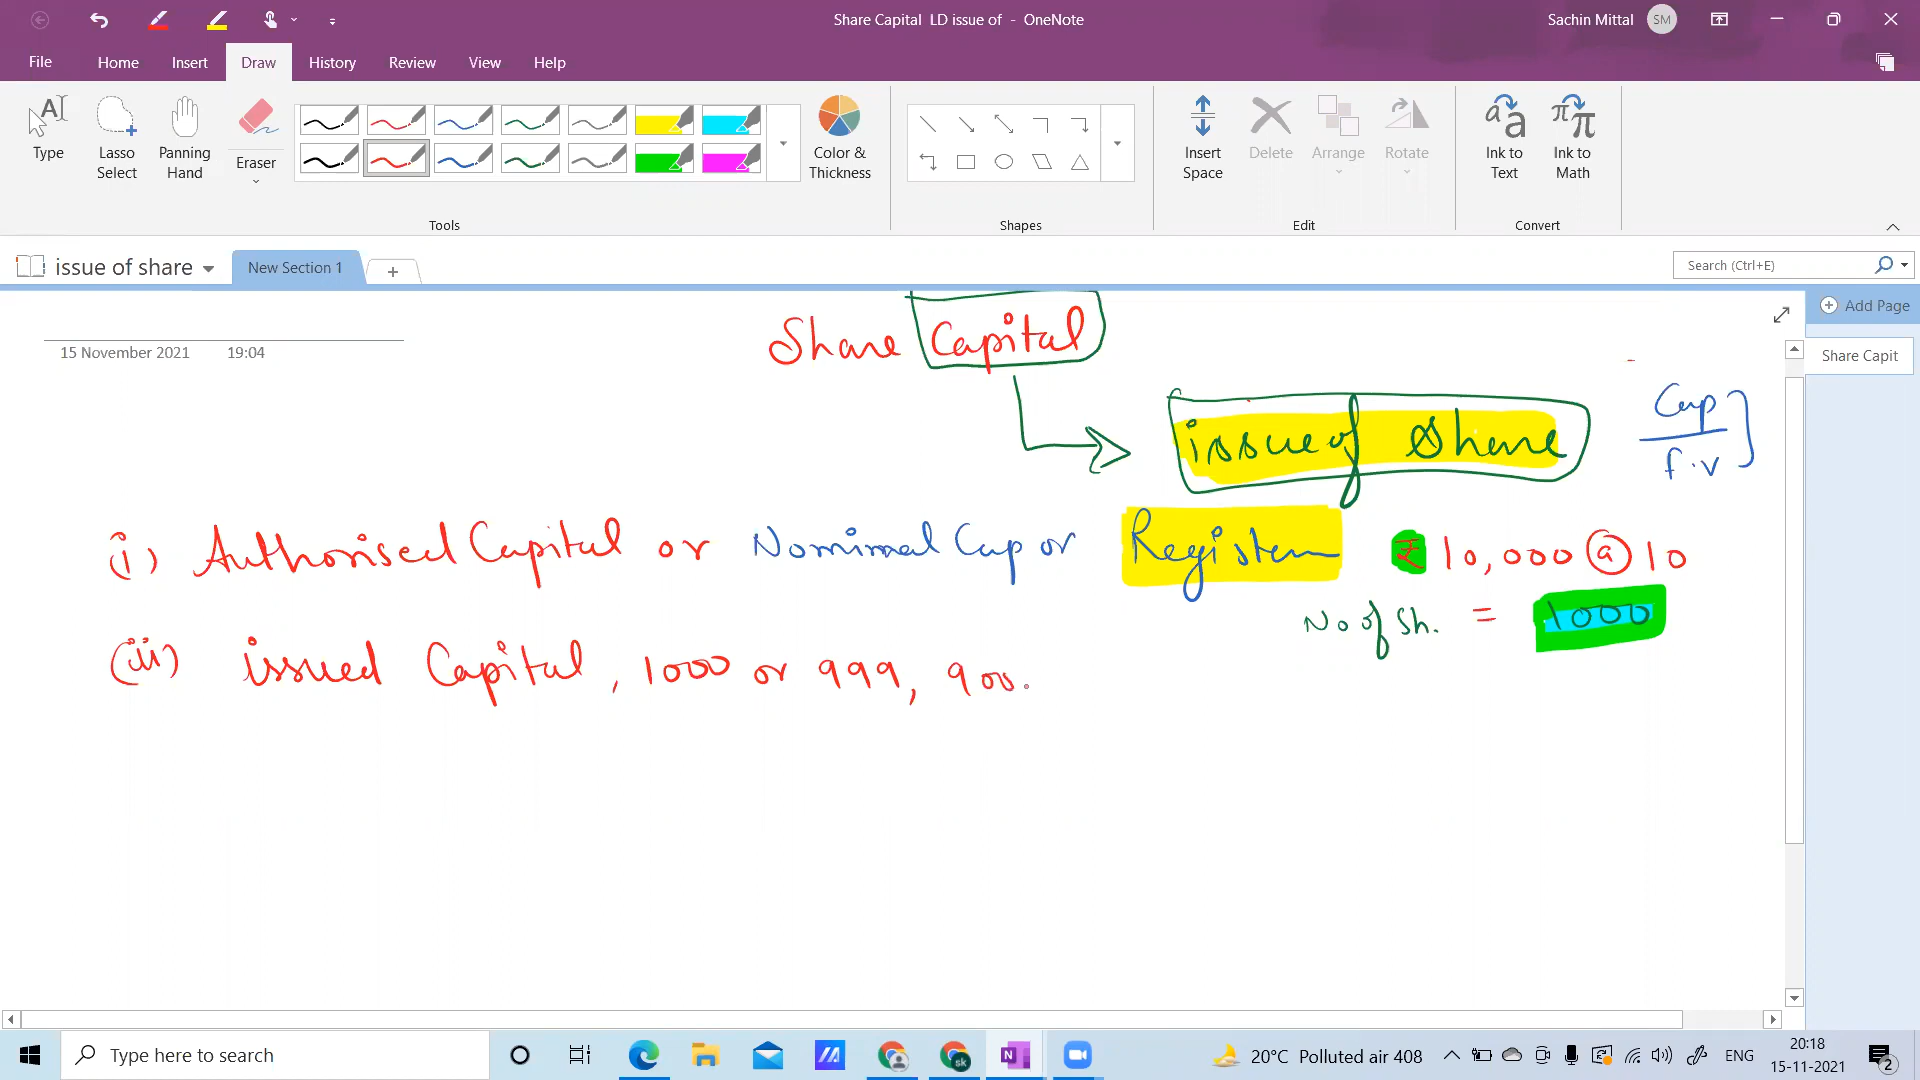 Share Capital LD issue of - OneNote
Sachin Mittal SM
File Home Insert Draw History Review View Help
Type
Lasso Select
Panning Hand
Eraser
Color & Thickness
Insert Space
Delete
Arrange
Rotate
Ink to Text
Ink to Math
Tools Shapes Edit Convert
issue of share
New Section 1
+
Search (Ctrl+E)
Add Page
Share Capit
15 November 2021 19:04
Share Capital
issue of Share
Cap
f.v
(i) Authorised Capital or Nominal Cap or Register ₹ 10,000 @ 10
No of Sh. = 1000
(ii) issued Capital, 1000 or 999, 900.
Type here to search
20°C Polluted air 408
ENG
20:18
15-11-2021
2